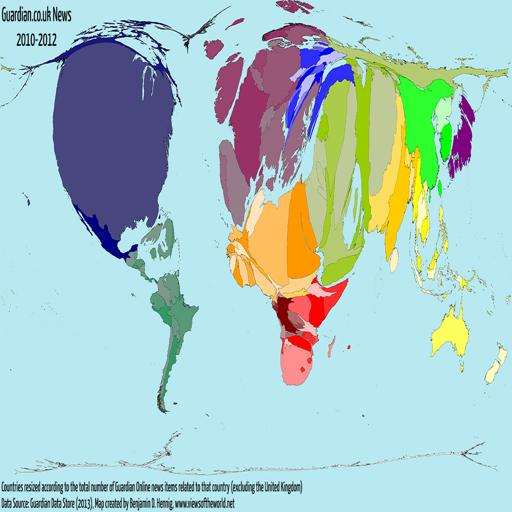 Guardian.co.uk News
2010-2012
Countries resized according to the total number of Guardian Online news items related to that country (excluding the United Kingdom)
Data Source: Guardian Data Store (2013), Map created by Benjamin D. Hennig, www.viewsoftheworld.net